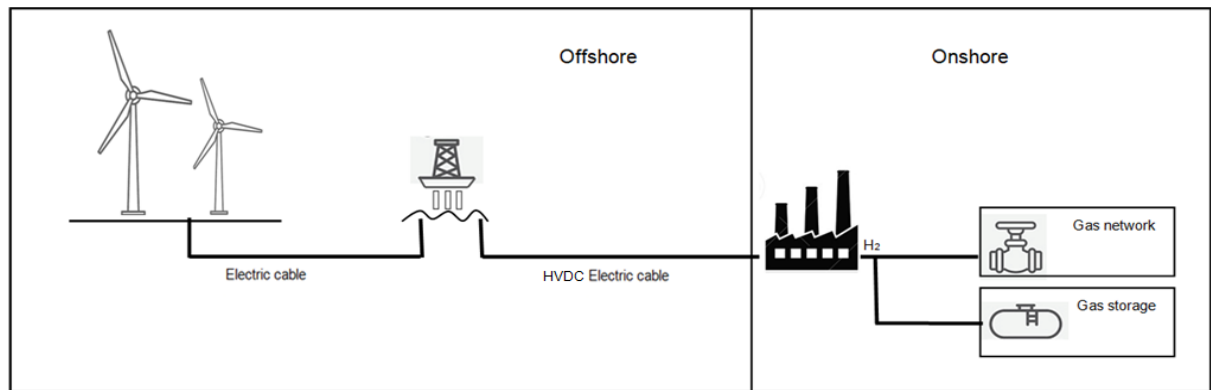 Offshore
Onshore
Electric cable
HVDC Electric cable
H₂
Gas network
Gas storage